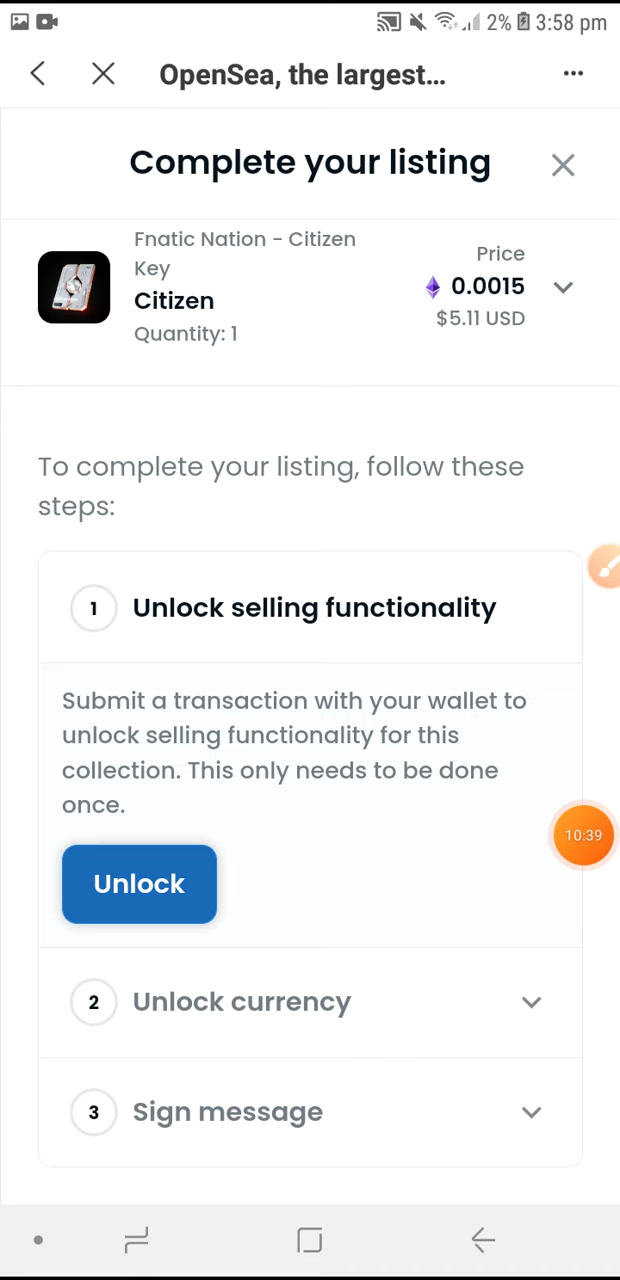 2% 3:58 pm
OpenSea, the largest...
Complete your listing
Fnatic Nation - Citizen
Key
Citizen
Quantity: 1
Price
0.0015
$5.11 USD
To complete your listing, follow these
steps:
1 Unlock selling functionality
Submit a transaction with your wallet to
unlock selling functionality for this
collection. This only needs to be done
once.
10:39
Unlock
2 Unlock currency
3 Sign message